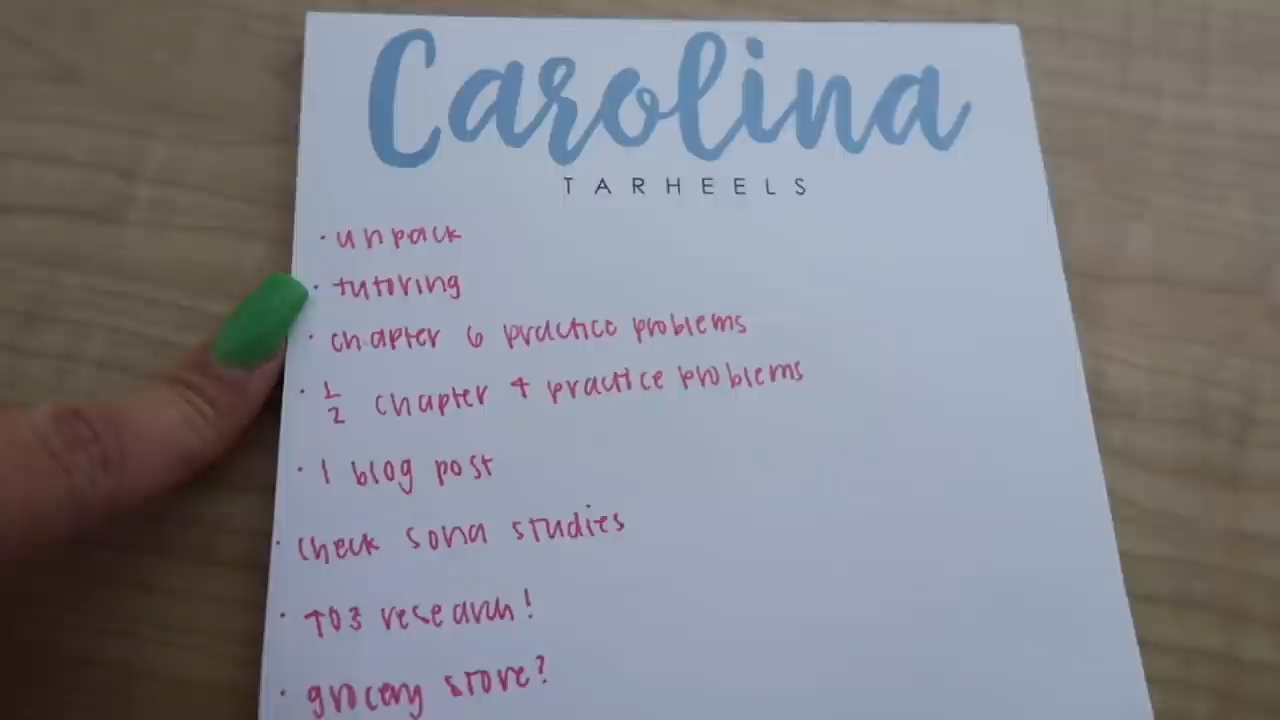 Carolina
TARHEELS
· unpack
· tutoring
· chapter 6 practice problems
· 1/2 chapter 4 practice problems
· 1 blog post
· check sona studies
· 703 research!
· grocery store?